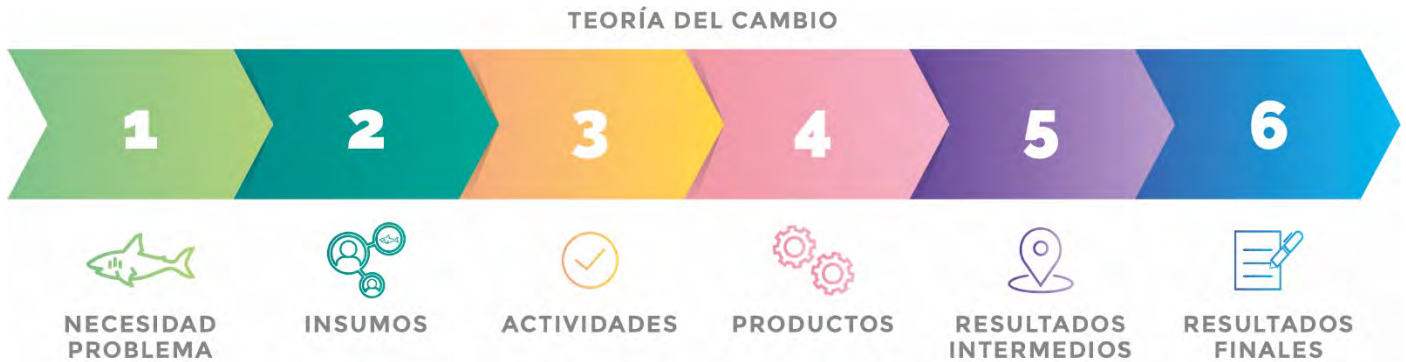 TEORÍA DEL CAMBIO
1
2
3
4
5
6
NECESIDAD
PROBLEMA
INSUMOS
ACTIVIDADES
PRODUCTOS
RESULTADOS
INTERMEDIOS
RESULTADOS
FINALES